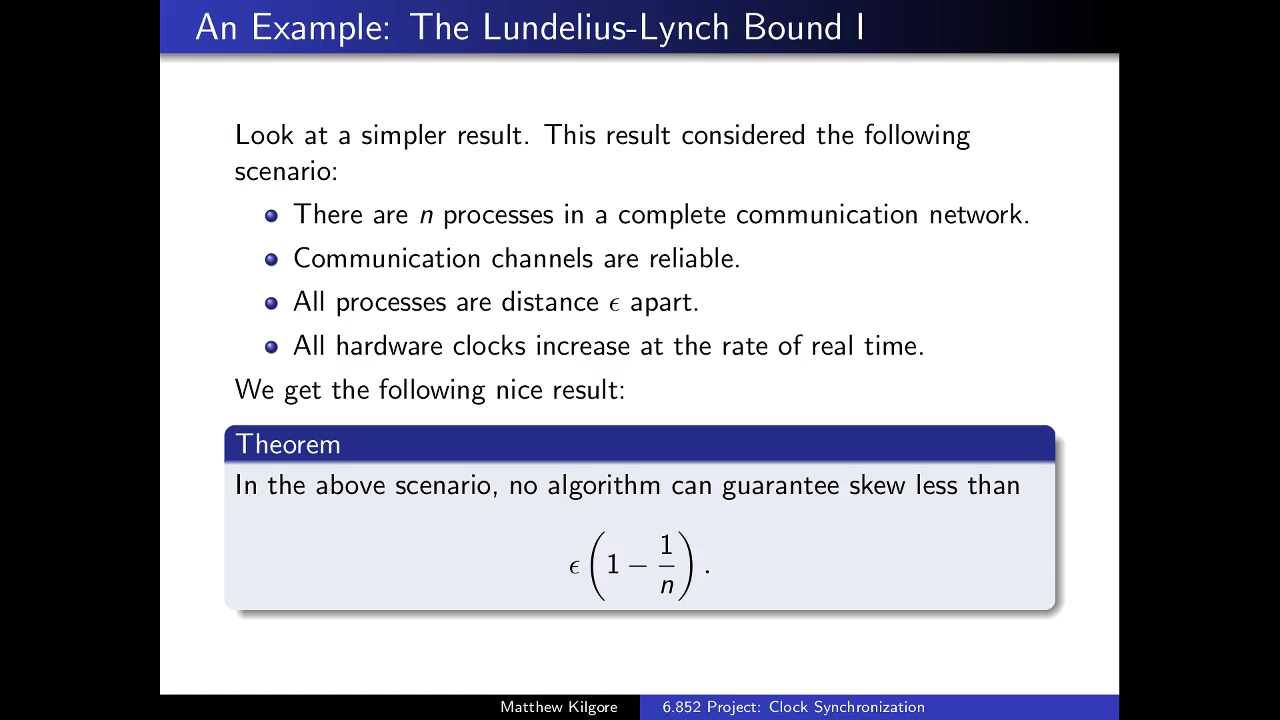 An Example: The Lundelius-Lynch Bound I
Look at a simpler result. This result considered the following
scenario:
There are n processes in a complete communication network.
Communication channels are reliable.
All processes are distance ϵ apart.
All hardware clocks increase at the rate of real time.
We get the following nice result:
Theorem
In the above scenario, no algorithm can guarantee skew less than
ϵ (1 − 1/n).
Matthew Kilgore
6.852 Project: Clock Synchronization